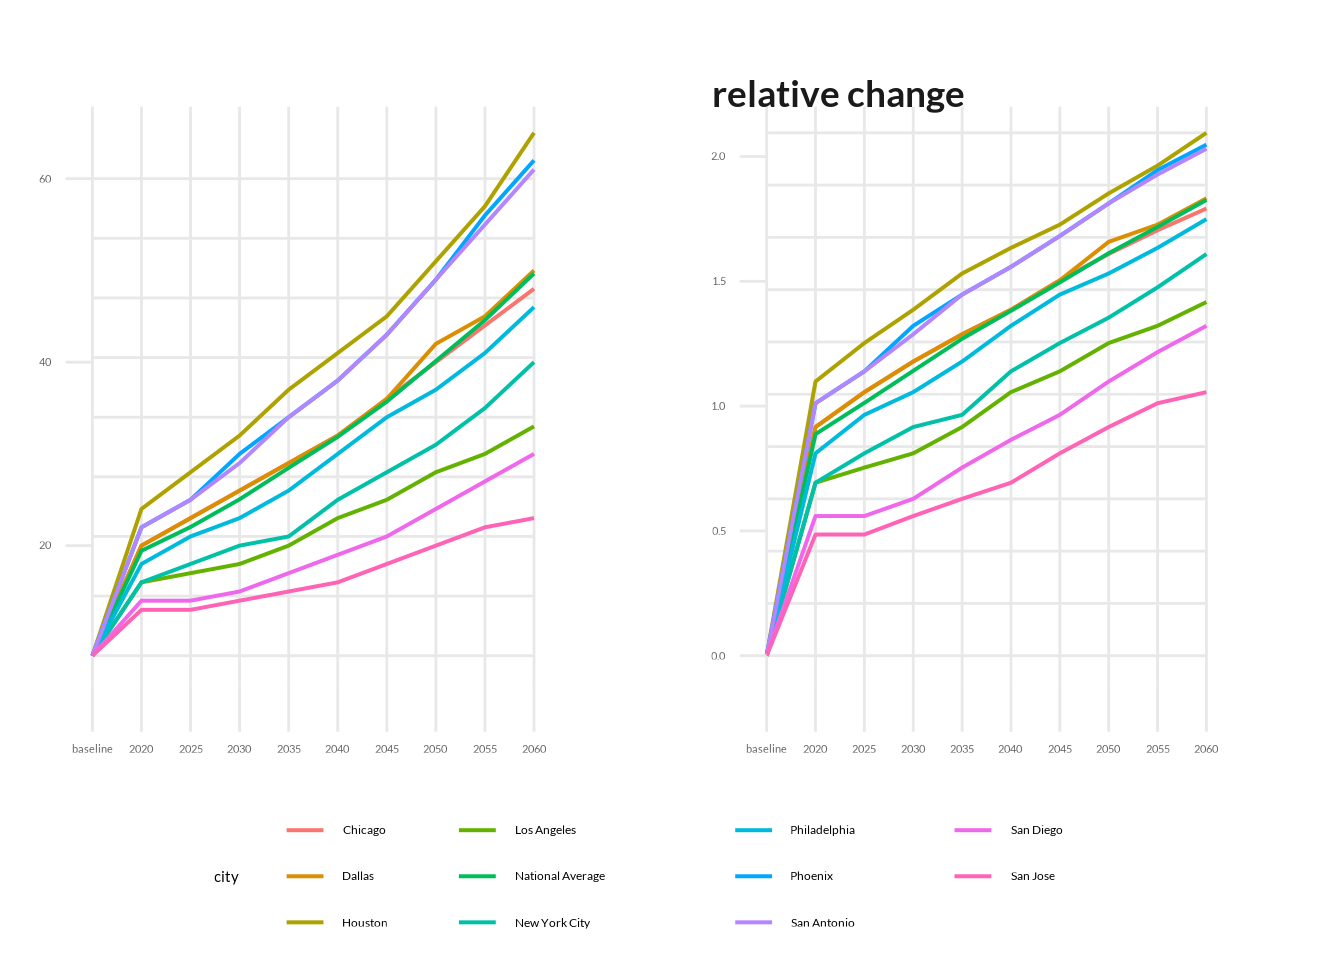 relative change
60
40
20
baseline 2020 2025 2030 2035 2040 2045 2050 2055 2060
2.0
1.5
1.0
0.5
0.0
baseline 2020 2025 2030 2035 2040 2045 2050 2055 2060
city
Chicago Los Angeles Philadelphia San Diego
Dallas National Average Phoenix San Jose
Houston New York City San Antonio